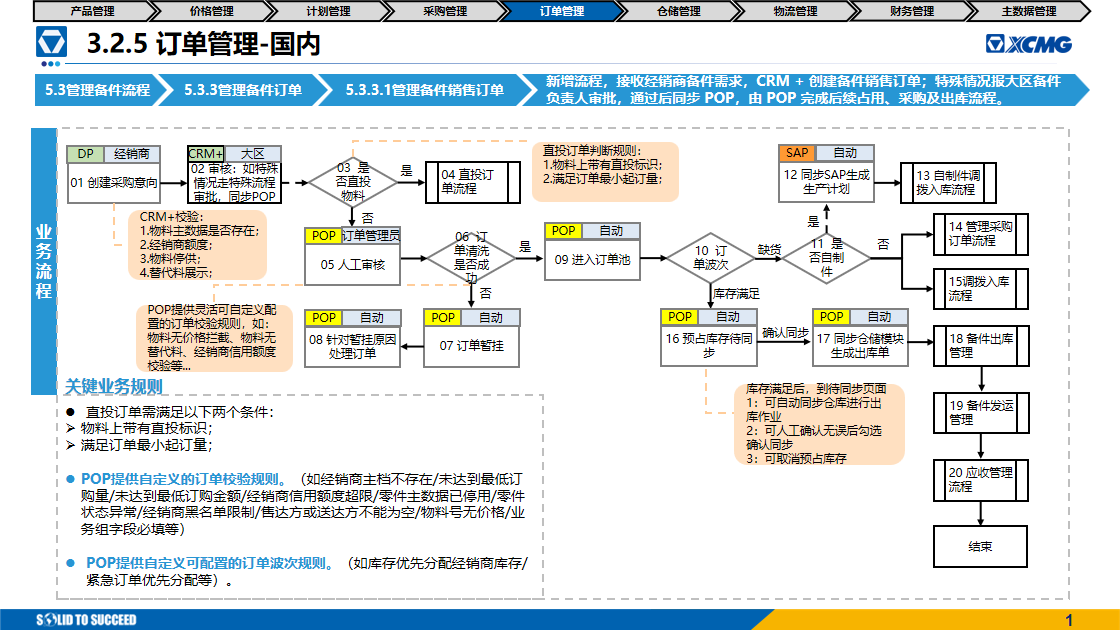 产品管理
价格管理
计划管理
采购管理
订单管理
仓储管理
物流管理
财务管理
主数据管理
3.2.5 订单管理-国内
XCMG
5.3管理备件流程
5.3.3管理备件订单
5.3.3.1管理备件销售订单
新增流程，接收经销商备件需求，CRM + 创建备件销售订单；特殊情况报大区备件
负责人审批，通过后同步 POP，由 POP 完成后续占用、采购及出库流程。
业
务
流
程
DP
经销商
01 创建采购意向
CRM+
大区
02 审核：如特殊
情况走特殊流程
审批，同步POP
03 是
否直投
物料
是
否
04 直投订
单流程
直投订单判断规则：
1.物料上带有直投标识；
2.满足订单最小起订量；
SAP
自动
12 同步SAP生成
生产计划
13 自制件调
拨入库流程
CRM+校验：
1.物料主数据是否存在；
2.经销商额度；
3.物料停供；
4.替代料展示；
POP
订单管理员
05 人工审核
06 订
单清洗
是否成
功
是
否
POP
自动
09 进入订单池
10 订
单波次
缺货
库存满足
11 是
否自制
件
是
否
14 管理采购
订单流程
15调拨入库
流程
POP提供灵活可自定义配
置的订单校验规则，如：
物料无价格拦截、物料无
替代料、经销商信用额度
校验等...
POP
自动
08 针对暂挂原因
处理订单
POP
自动
07 订单暂挂
POP
自动
16 预占库存待同
步
确认同步
POP
自动
17 同步仓储模块
生成出库单
18 备件出库
管理
19 备件发运
管理
20 应收管理
流程
结束
库存满足后，到待同步页面
1：可自动同步仓库进行出
库作业
2：可人工确认无误后勾选
确认同步
3：可取消预占库存
关键业务规则
● 直投订单需满足以下两个条件：
➢ 物料上带有直投标识；
➢ 满足订单最小起订量；
● POP提供自定义的订单校验规则。（如经销商主档不存在/未达到最低订
购量/未达到最低订购金额/经销商信用额度超限/零件主数据已停用/零件
状态异常/经销商黑名单限制/售达方或送达方不能为空/物料号无价格/业
务组字段必填等）
● POP提供自定义可配置的订单波次规则。（如库存优先分配经销商库存/
紧急订单优先分配等）。
SOLID TO SUCCEED
1